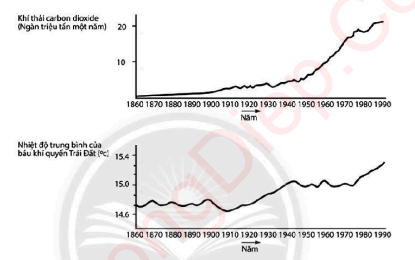 Khí thải carbon dioxide
(Ngàn triệu tấn một năm)
20
10
1860 1870 1880 1890 1900 1910 1920 1930 1940 1950 1960 1970 1980 1990
Năm
Nhiệt độ trung bình của
bầu khí quyển Trái Đất (°c)
15.4
15.0
14.6
1860 1870 1880 1890 1900 1910 1920 1930 1940 1950 1960 1970 1980 1990
Năm